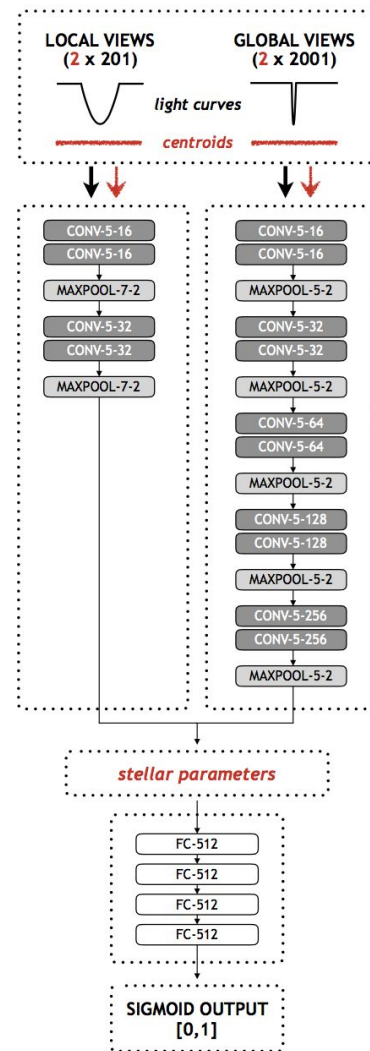 LOCAL VIEWS
(2 x 201)
GLOBAL VIEWS
(2 x 2001)
light curves
centroids
CONV-5-16
CONV-5-16
MAXPOOL-7-2
CONV-5-32
CONV-5-32
MAXPOOL-7-2
CONV-5-16
CONV-5-16
MAXPOOL-5-2
CONV-5-32
CONV-5-32
MAXPOOL-5-2
CONV-5-64
CONV-5-64
MAXPOOL-5-2
CONV-5-128
CONV-5-128
MAXPOOL-5-2
CONV-5-256
CONV-5-256
MAXPOOL-5-2
stellar parameters
FC-512
FC-512
FC-512
FC-512
SIGMOID OUTPUT
[0,1]